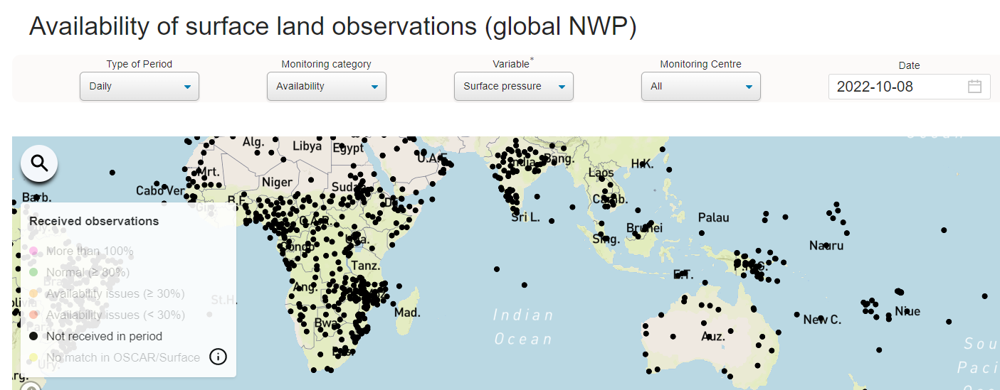 Availability of surface land observations (global NWP)
Type of Period
Monitoring category
Variable*
Monitoring Centre
Date
Daily
Availability
Surface pressure
All
2022-10-08
Ocean
Alg.
Libya
Egypt
U.A.E.
India
Bang.
H.K.
Mrt.
Niger
Laos
Cabo Ver
Barb.
B.F.
Sri L.
Palau
Brunei
Sing.
Nauru
Tanz.
Ang.
E.T.
P.N.G.
St.H.
Mad.
Indian
Ocean
Bwa.
Auz.
New C.
Niue
Sou
Paci
Received observations
More than 100%
Normal (≥ 80%)
Availability issues (≥ 30%)
Availability issues (< 30%)
Not received in period
No match in OSCAR/Surface
Ury.